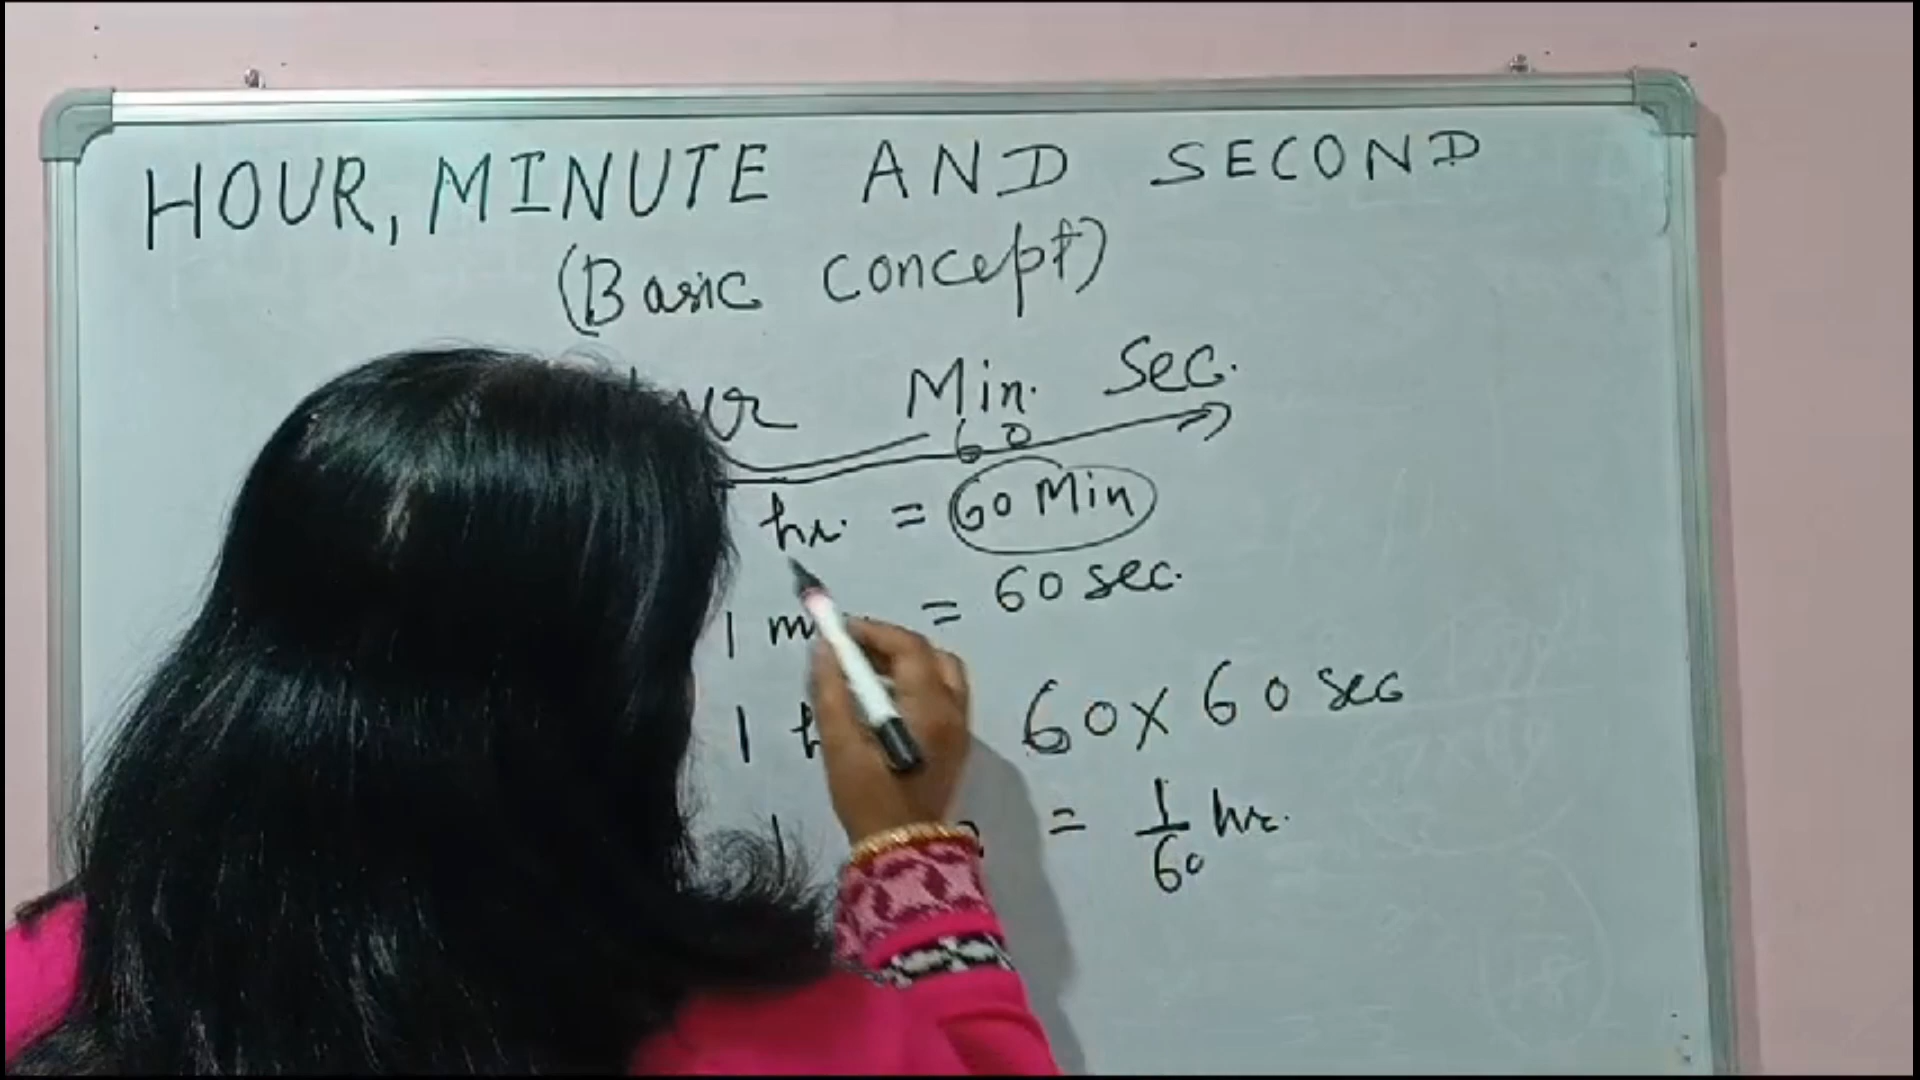 HOUR, MINUTE AND SECOND
(Basic concept)
Min. Sec.
60
hr. = 60 Min
1 = 60 sec.
1 60 x 60 sec
1 = 1/60 hr.